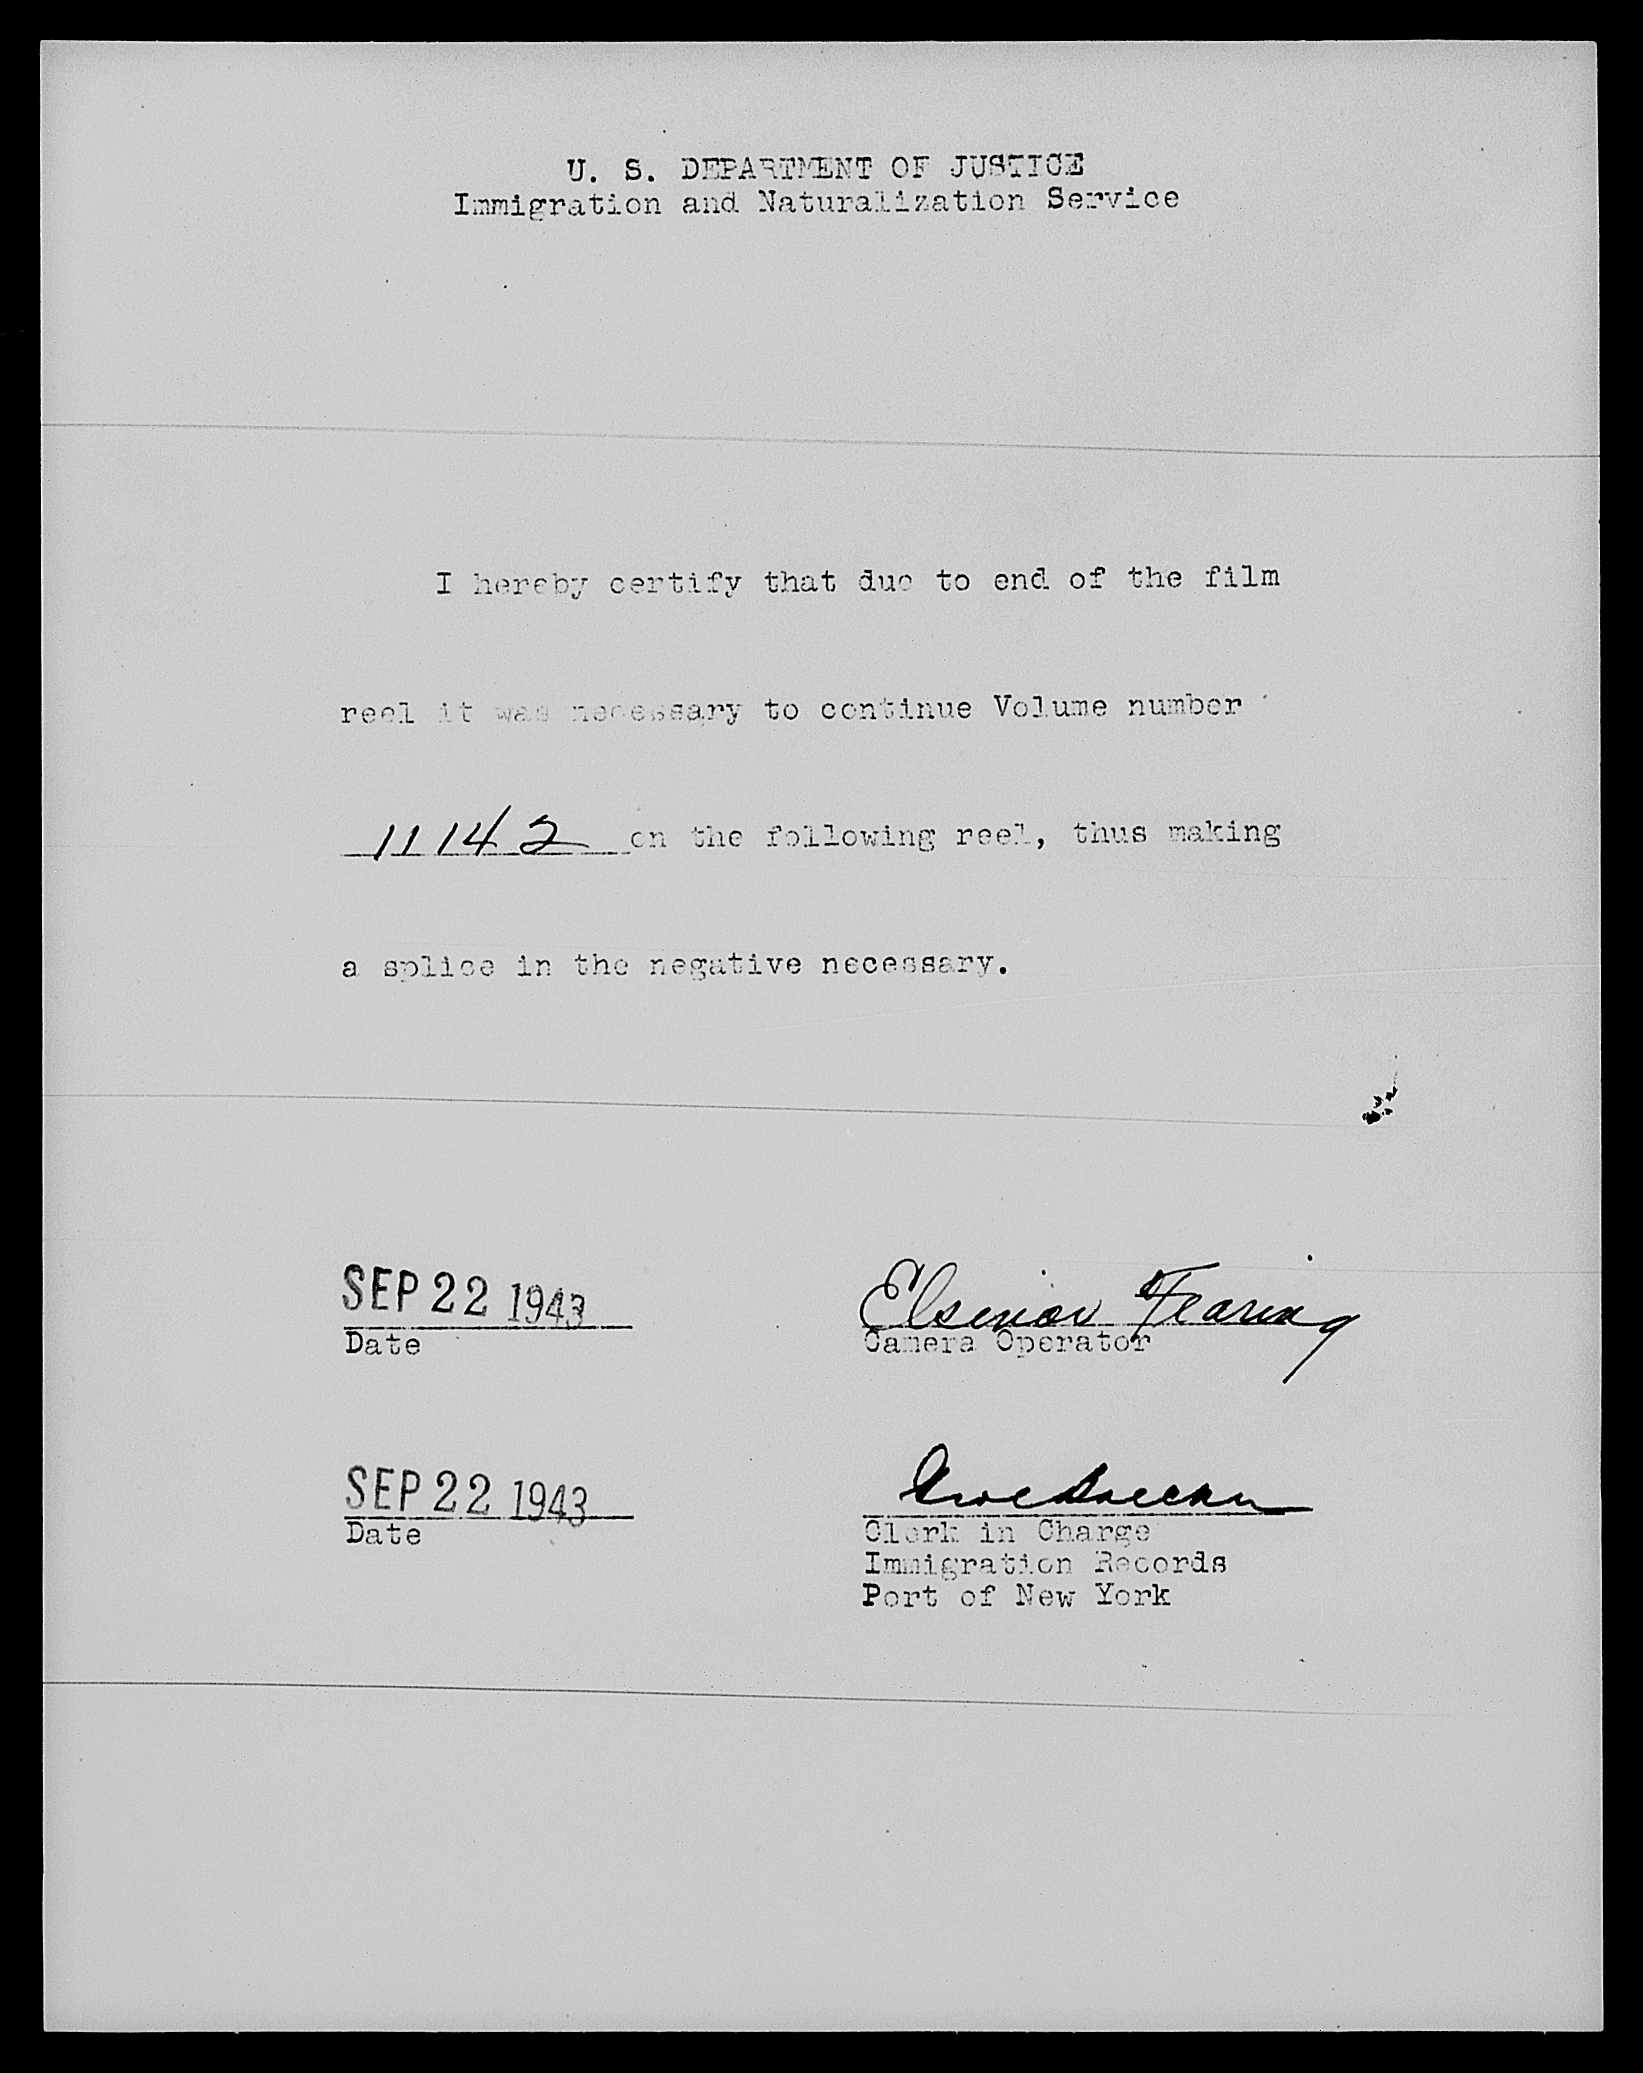 U. S. DEPARTMENT OF JUSTICE
Immigration and Naturalization Service
I hereby certify that due to end of the film
reel it was necessary to continue Volume number
11142 on the following reel, thus making
a splice in the negative necessary.
SEP 22 1943
Date
Elsenior Fearing
Camera Operator
SEP 22 1943
Date
Clerk in Charge
Immigration Records
Port of New York